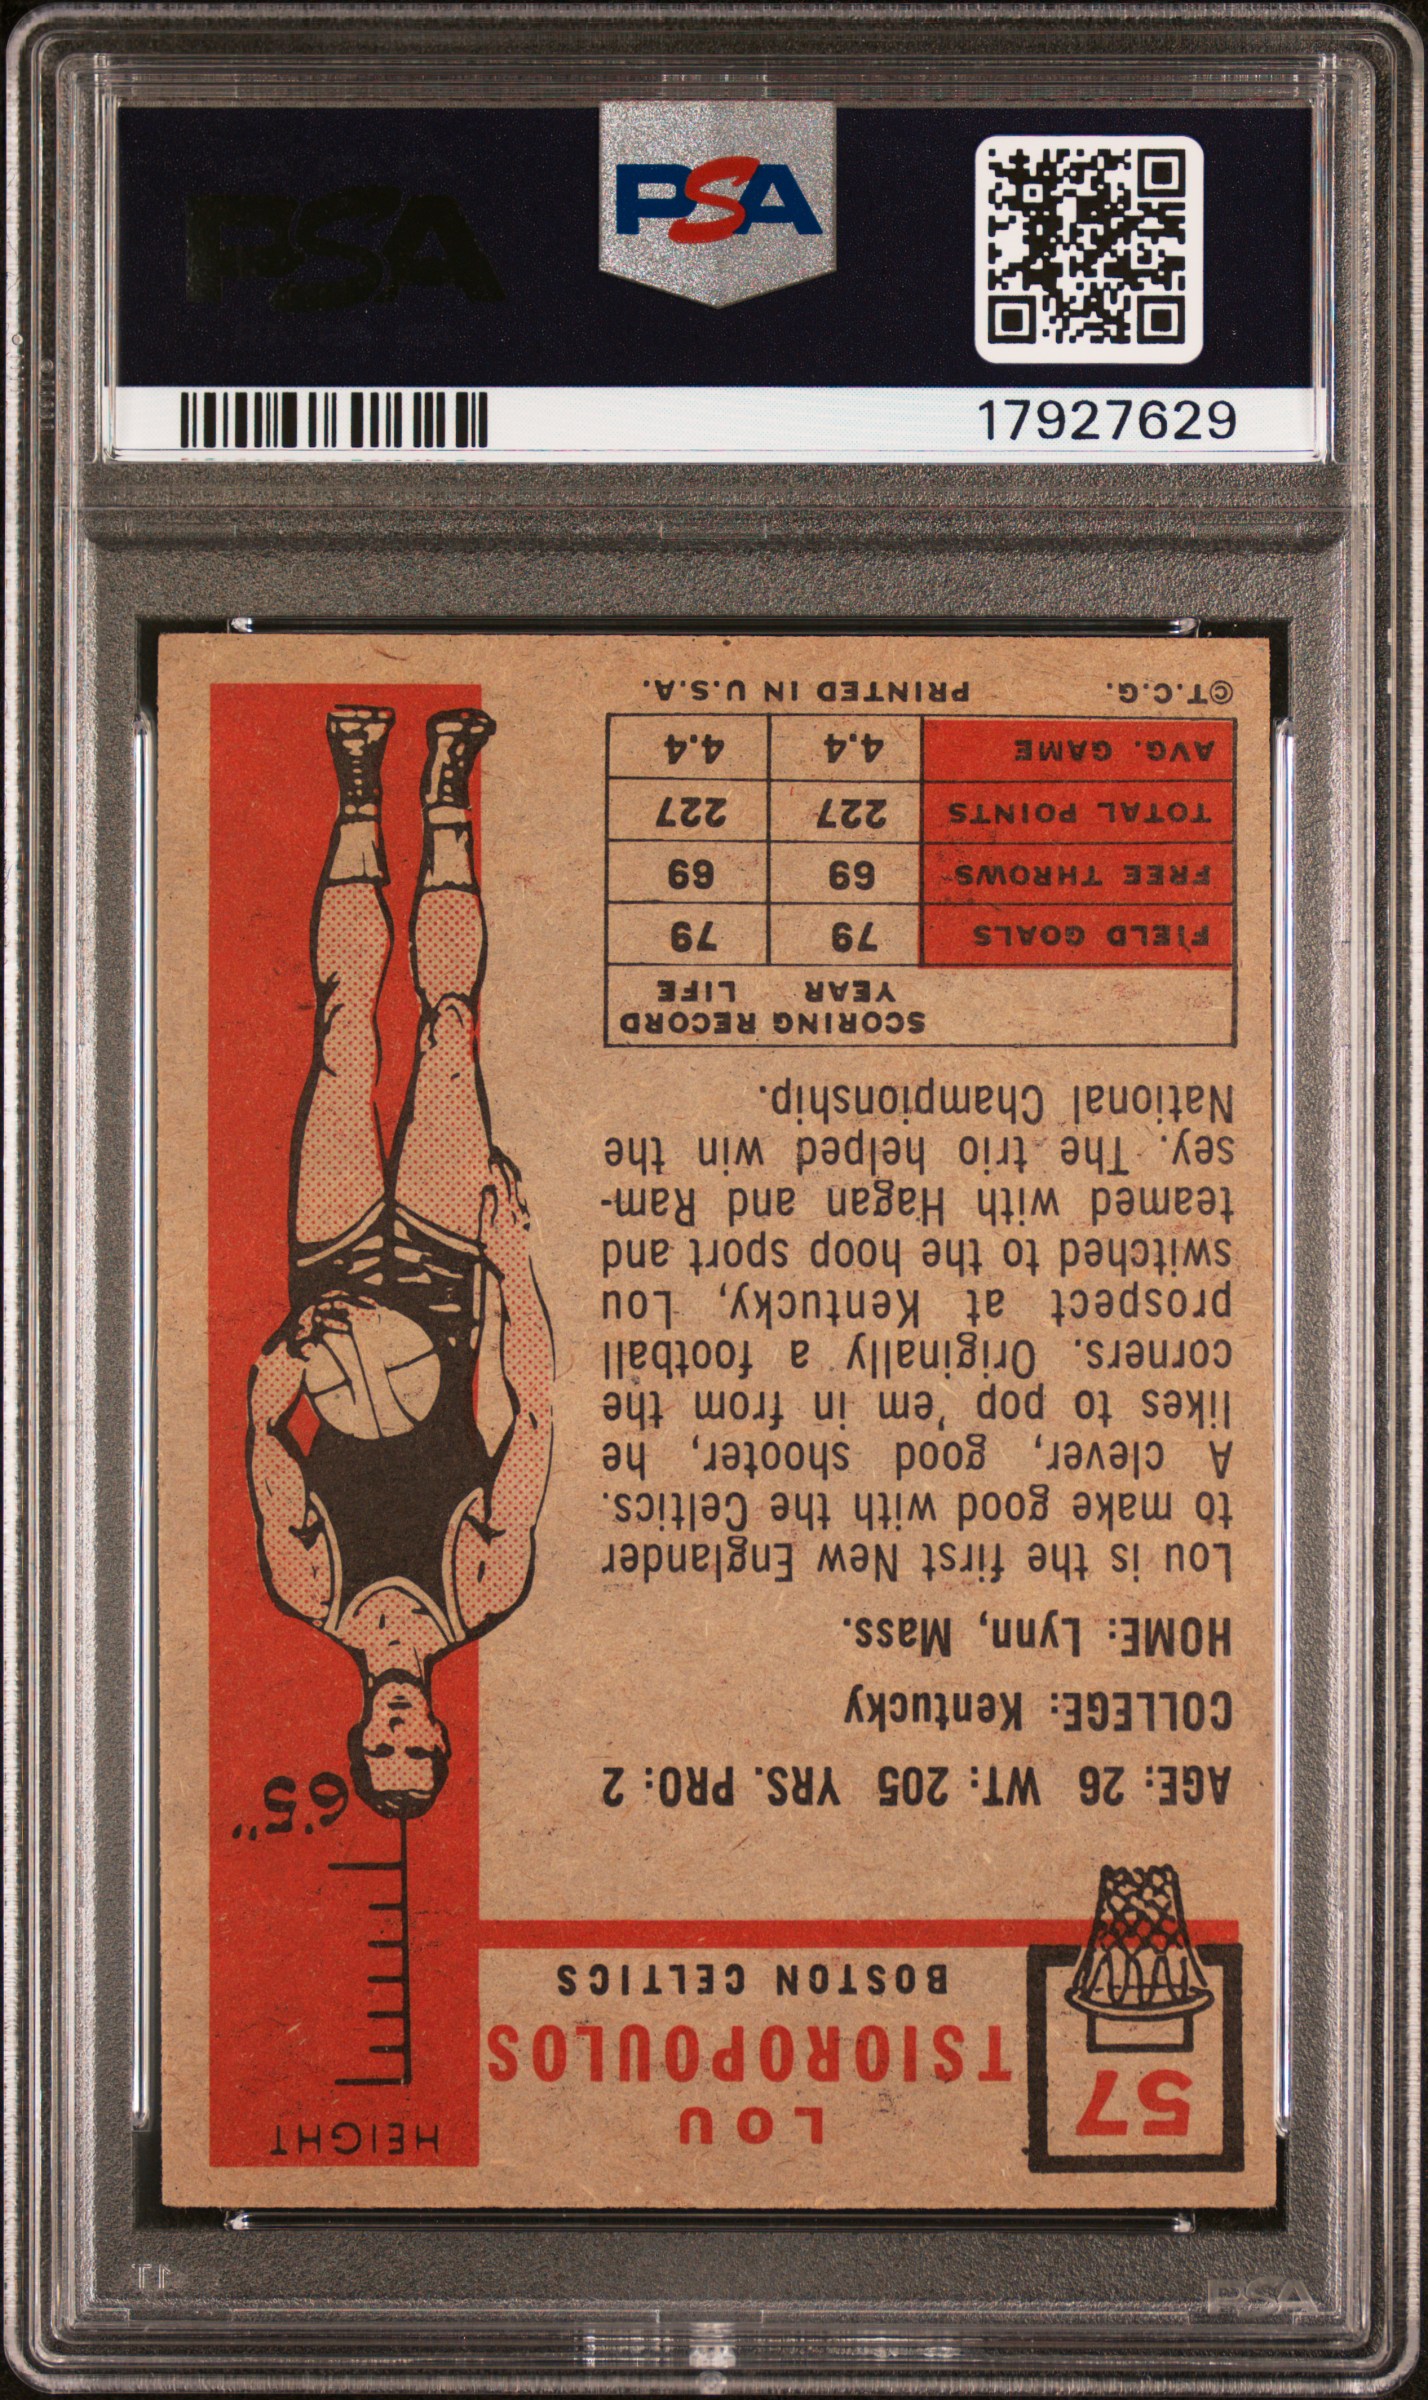 PSA
PSA
17927629
57
LOU
TSIOROPOULOS
BOSTON CELTICS
HEIGHT
6'5"
AGE: 26 WT: 205 YRS. PRO: 2
COLLEGE: Kentucky
HOME: Lynn, Mass.
Lou is the first New Englander
to make good with the Celtics.
A clever, good shooter, he
likes to pop 'em in from the
corners. Originally a football
prospect at Kentucky, Lou
switched to the hoop sport and
teamed with Hagan and Ram-
sey. The trio helped win the
National Championship.
SCORING RECORD
YEAR LIFE
FIELD GOALS 79 79
FREE THROWS 69 69
TOTAL POINTS 227 227
AVG. GAME 4.4 4.4
©T.C.G. PRINTED IN U.S.A.
PSA